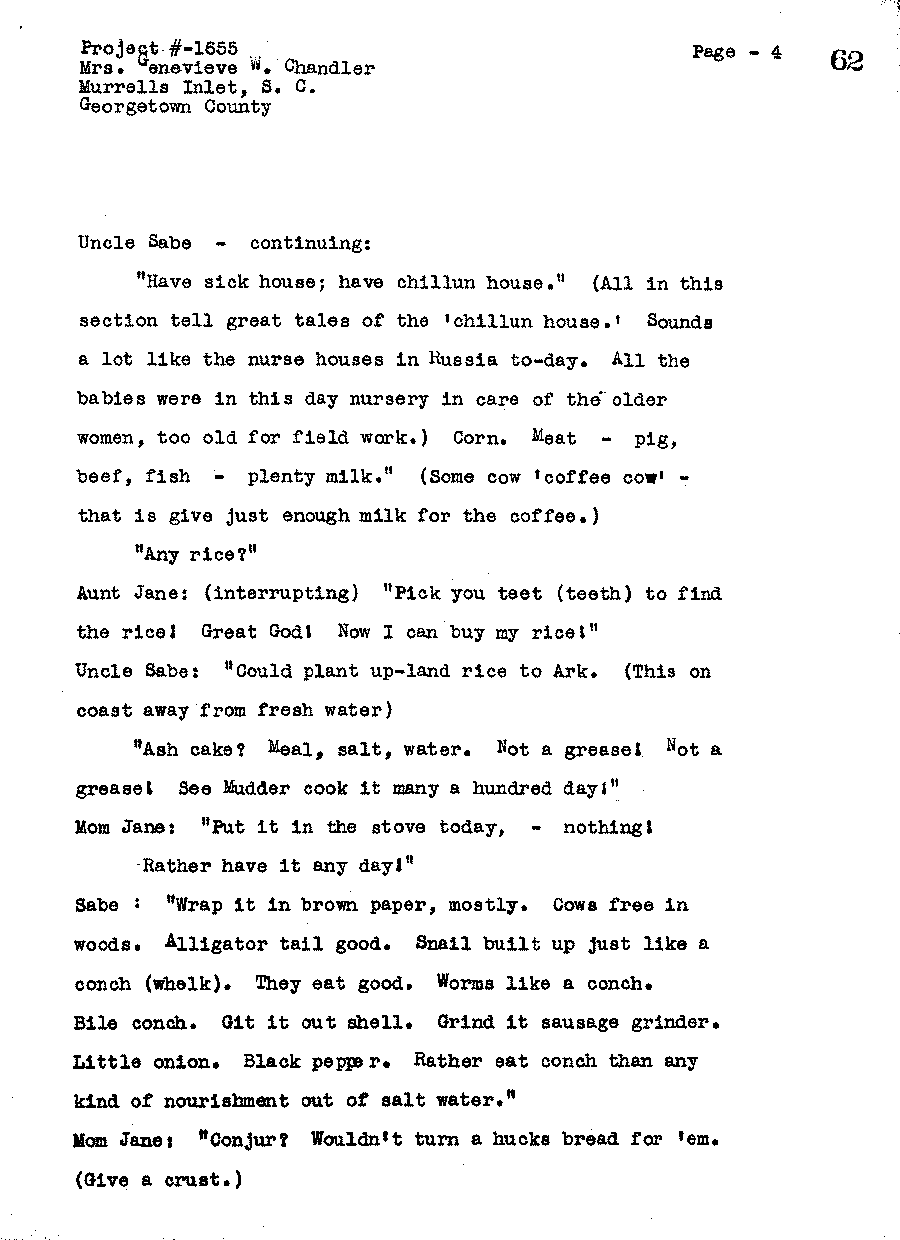 Project #-1655
Mrs. Genevieve W. Chandler
Murrells Inlet, S. C.
Georgetown County
Page - 4
62
Uncle Sabe - continuing:
"Have sick house; have chillun house." (All in this
section tell great tales of the 'chillun house.' Sounds
a lot like the nurse houses in Russia to-day. All the
babies were in this day nursery in care of the older
women, too old for field work.) Corn. Meat - pig,
beef, fish - plenty milk." (Some cow 'coffee cow' -
that is give just enough milk for the coffee.)
"Any rice?"
Aunt Jane: (interrupting) "Pick you teet (teeth) to find
the rice! Great God! Now I can buy my rice!"
Uncle Sabe: "Could plant up-land rice to Ark. (This on
coast away from fresh water)
"Ash cake? Meal, salt, water. Not a grease! Not a
grease! See Mudder cook it many a hundred day!"
Mom Jane: "Put it in the stove today, - nothing!
Rather have it any day!"
Sabe : "Wrap it in brown paper, mostly. Cows free in
woods. Alligator tail good. Snail built up just like a
conch (whelk). They eat good. Worms like a conch.
Bile conch. Git it out shell. Grind it sausage grinder.
Little onion. Black pepper. Rather eat conch than any
kind of nourishment out of salt water."
Mom Jane: "Conjur? Wouldn't turn a hucks bread for 'em.
(Give a crust.)